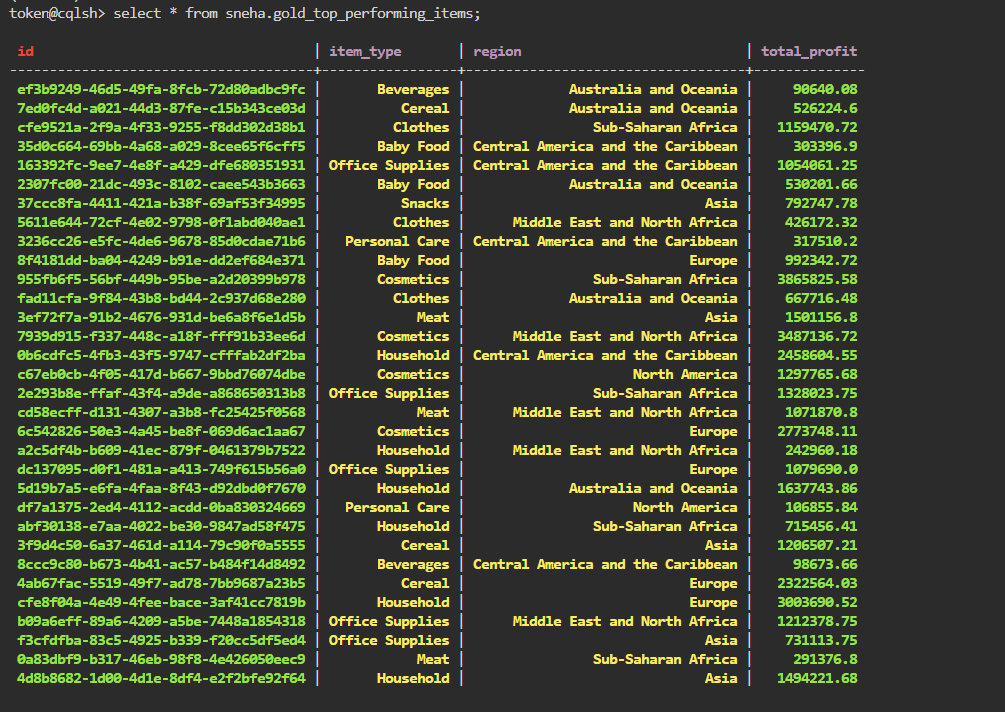 token@cqlsh> select * from sneha.gold_top_performing_items;
id | item_type | region | total_profit
--------------------------------------+-----------------+-----------------------------------+--------------
ef3b9249-46d5-49fa-8fcb-72d80adbc9fc | Beverages | Australia and Oceania | 90640.08
7ed0fc4d-a021-44d3-87fe-c15b343ce03d | Cereal | Australia and Oceania | 526224.6
cfe9521a-2f9a-4f33-9255-f8dd302d38b1 | Clothes | Sub-Saharan Africa | 1159470.72
35d0c664-69bb-4a68-a029-8cee65f6cff5 | Baby Food | Central America and the Caribbean | 303396.9
163392fc-9ee7-4e8f-a429-dfe680351931 | Office Supplies | Central America and the Caribbean | 1054061.25
2307fc00-21dc-493c-8102-caee543b3663 | Baby Food | Australia and Oceania | 530201.66
37ccc8fa-4411-421a-b38f-69af53f34995 | Snacks | Asia | 792747.78
5611e644-72cf-4e02-9798-0f1abd040ae1 | Clothes | Middle East and North Africa | 426172.32
3236cc26-e5fc-4de6-9678-85d0cdae71b6 | Personal Care | Central America and the Caribbean | 317510.2
8f4181dd-ba04-4249-b91e-dd2ef684e371 | Baby Food | Europe | 992342.72
955fb6f5-56bf-449b-95be-a2d20399b978 | Cosmetics | Sub-Saharan Africa | 3865825.58
fad11cfa-9f84-43b8-bd44-2c937d68e280 | Clothes | Australia and Oceania | 667716.48
3ef72f7a-91b2-4676-931d-be6a8f6e1d5b | Meat | Asia | 1501156.8
7939d915-f337-448c-a18f-fff91b33ee6d | Cosmetics | Middle East and North Africa | 3487136.72
0b6cdfc5-4fb3-43f5-9747-cfffab2df2ba | Household | Central America and the Caribbean | 2458604.55
c67eb0cb-4f05-417d-b667-9bbd76074dbe | Cosmetics | North America | 1297765.68
2e293b8e-ffaf-43f4-a9de-a868650313b8 | Office Supplies | Sub-Saharan Africa | 1328023.75
cd58ecff-d131-4307-a3b8-fc25425f0568 | Meat | Middle East and North Africa | 1071870.8
6c542826-50e3-4a45-be8f-069d6ac1aa67 | Cosmetics | Europe | 2773748.11
a2c5df4b-b609-41ec-879f-0461379b7522 | Household | Middle East and North Africa | 242960.18
dc137095-d0f1-481a-a413-749f615b56a0 | Office Supplies | Europe | 1079690.0
5d19b7a5-e6fa-4faa-8f43-d92dbd0f7670 | Household | Australia and Oceania | 1637743.86
df7a1375-2ed4-4112-acdd-0ba830324669 | Personal Care | North America | 106855.84
abf30138-e7aa-4022-be30-9847ad58f475 | Household | Sub-Saharan Africa | 715456.41
3f9d4c50-6a37-461d-a114-79c90f0a5555 | Cereal | Asia | 1206507.21
8ccc9c80-b673-4b41-ac57-b484f14d8492 | Beverages | Central America and the Caribbean | 98673.66
4ab67fac-5519-49f7-ad78-7bb9687a23b5 | Cereal | Europe | 2322564.03
cfe8f04a-4e49-4fee-bace-3af41cc7819b | Household | Europe | 3003690.52
b09a6eff-89a6-4209-a5be-7448a1854318 | Office Supplies | Middle East and North Africa | 1212378.75
f3cfdfba-83c5-4925-b339-f20cc5df5ed4 | Office Supplies | Asia | 731113.75
0a83dbf9-b317-46eb-98f8-4e426050eec9 | Meat | Sub-Saharan Africa | 291376.8
4d8b8682-1d00-4d1e-8df4-e2f2bfe92f64 | Household | Asia | 1494221.68